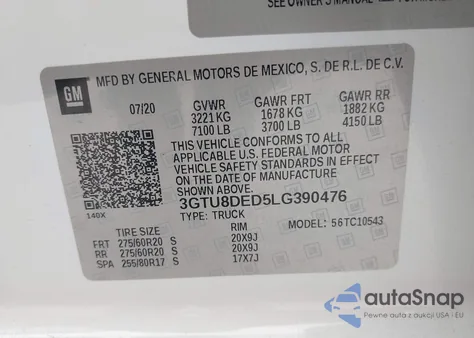 SEE OWNER'S MANUAL
GM
MFD BY GENERAL MOTORS DE MEXICO, S. DE R.L. DE C.V.
07/20 GVWR GAWR FRT GAWR RR
3221 KG 1678 KG 1882 KG
7100 LB 3700 LB 4150 LB
THIS VEHICLE CONFORMS TO ALL
APPLICABLE U.S. FEDERAL MOTOR
VEHICLE SAFETY STANDARDS IN EFFECT
ON THE DATE OF MANUFACTURE
SHOWN ABOVE.
3GTU8DED5LG390476
140X TYPE: TRUCK MODEL: 56TC10543
TIRE SIZE RIM
FRT 275/60R20 S 20X9J
RR 275/60R20 S 20X9J
SPA 255/80R17 S 17X7J
autoSnap
Pewne auta z dostawą USA i EU